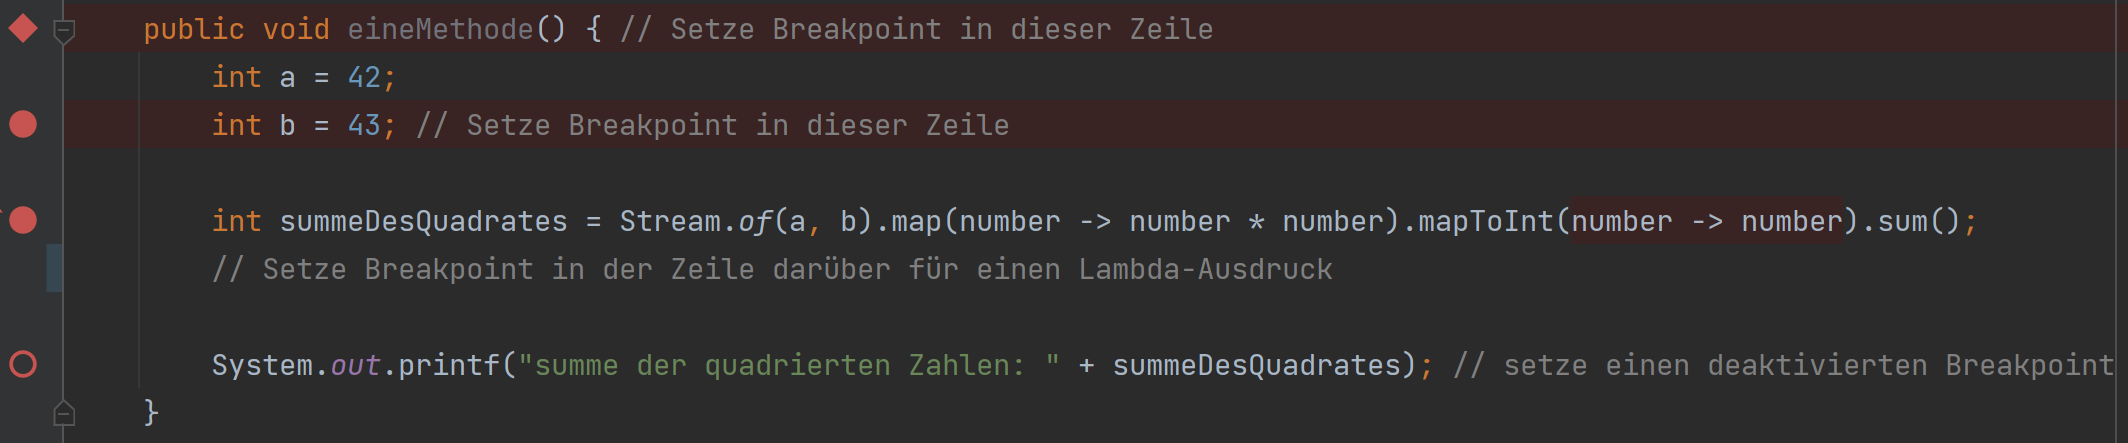 public void eineMethode() { // Setze Breakpoint in dieser Zeile
int a = 42;
int b = 43; // Setze Breakpoint in dieser Zeile
int summeDesQuadrates = Stream.of(a, b).map(number -> number * number).mapToInt(number -> number).sum();
// Setze Breakpoint in der Zeile darüber für einen Lambda-Ausdruck
System.out.printf("summe der quadrierten Zahlen: " + summeDesQuadrates); // setze einen deaktivierten Breakpoint
}